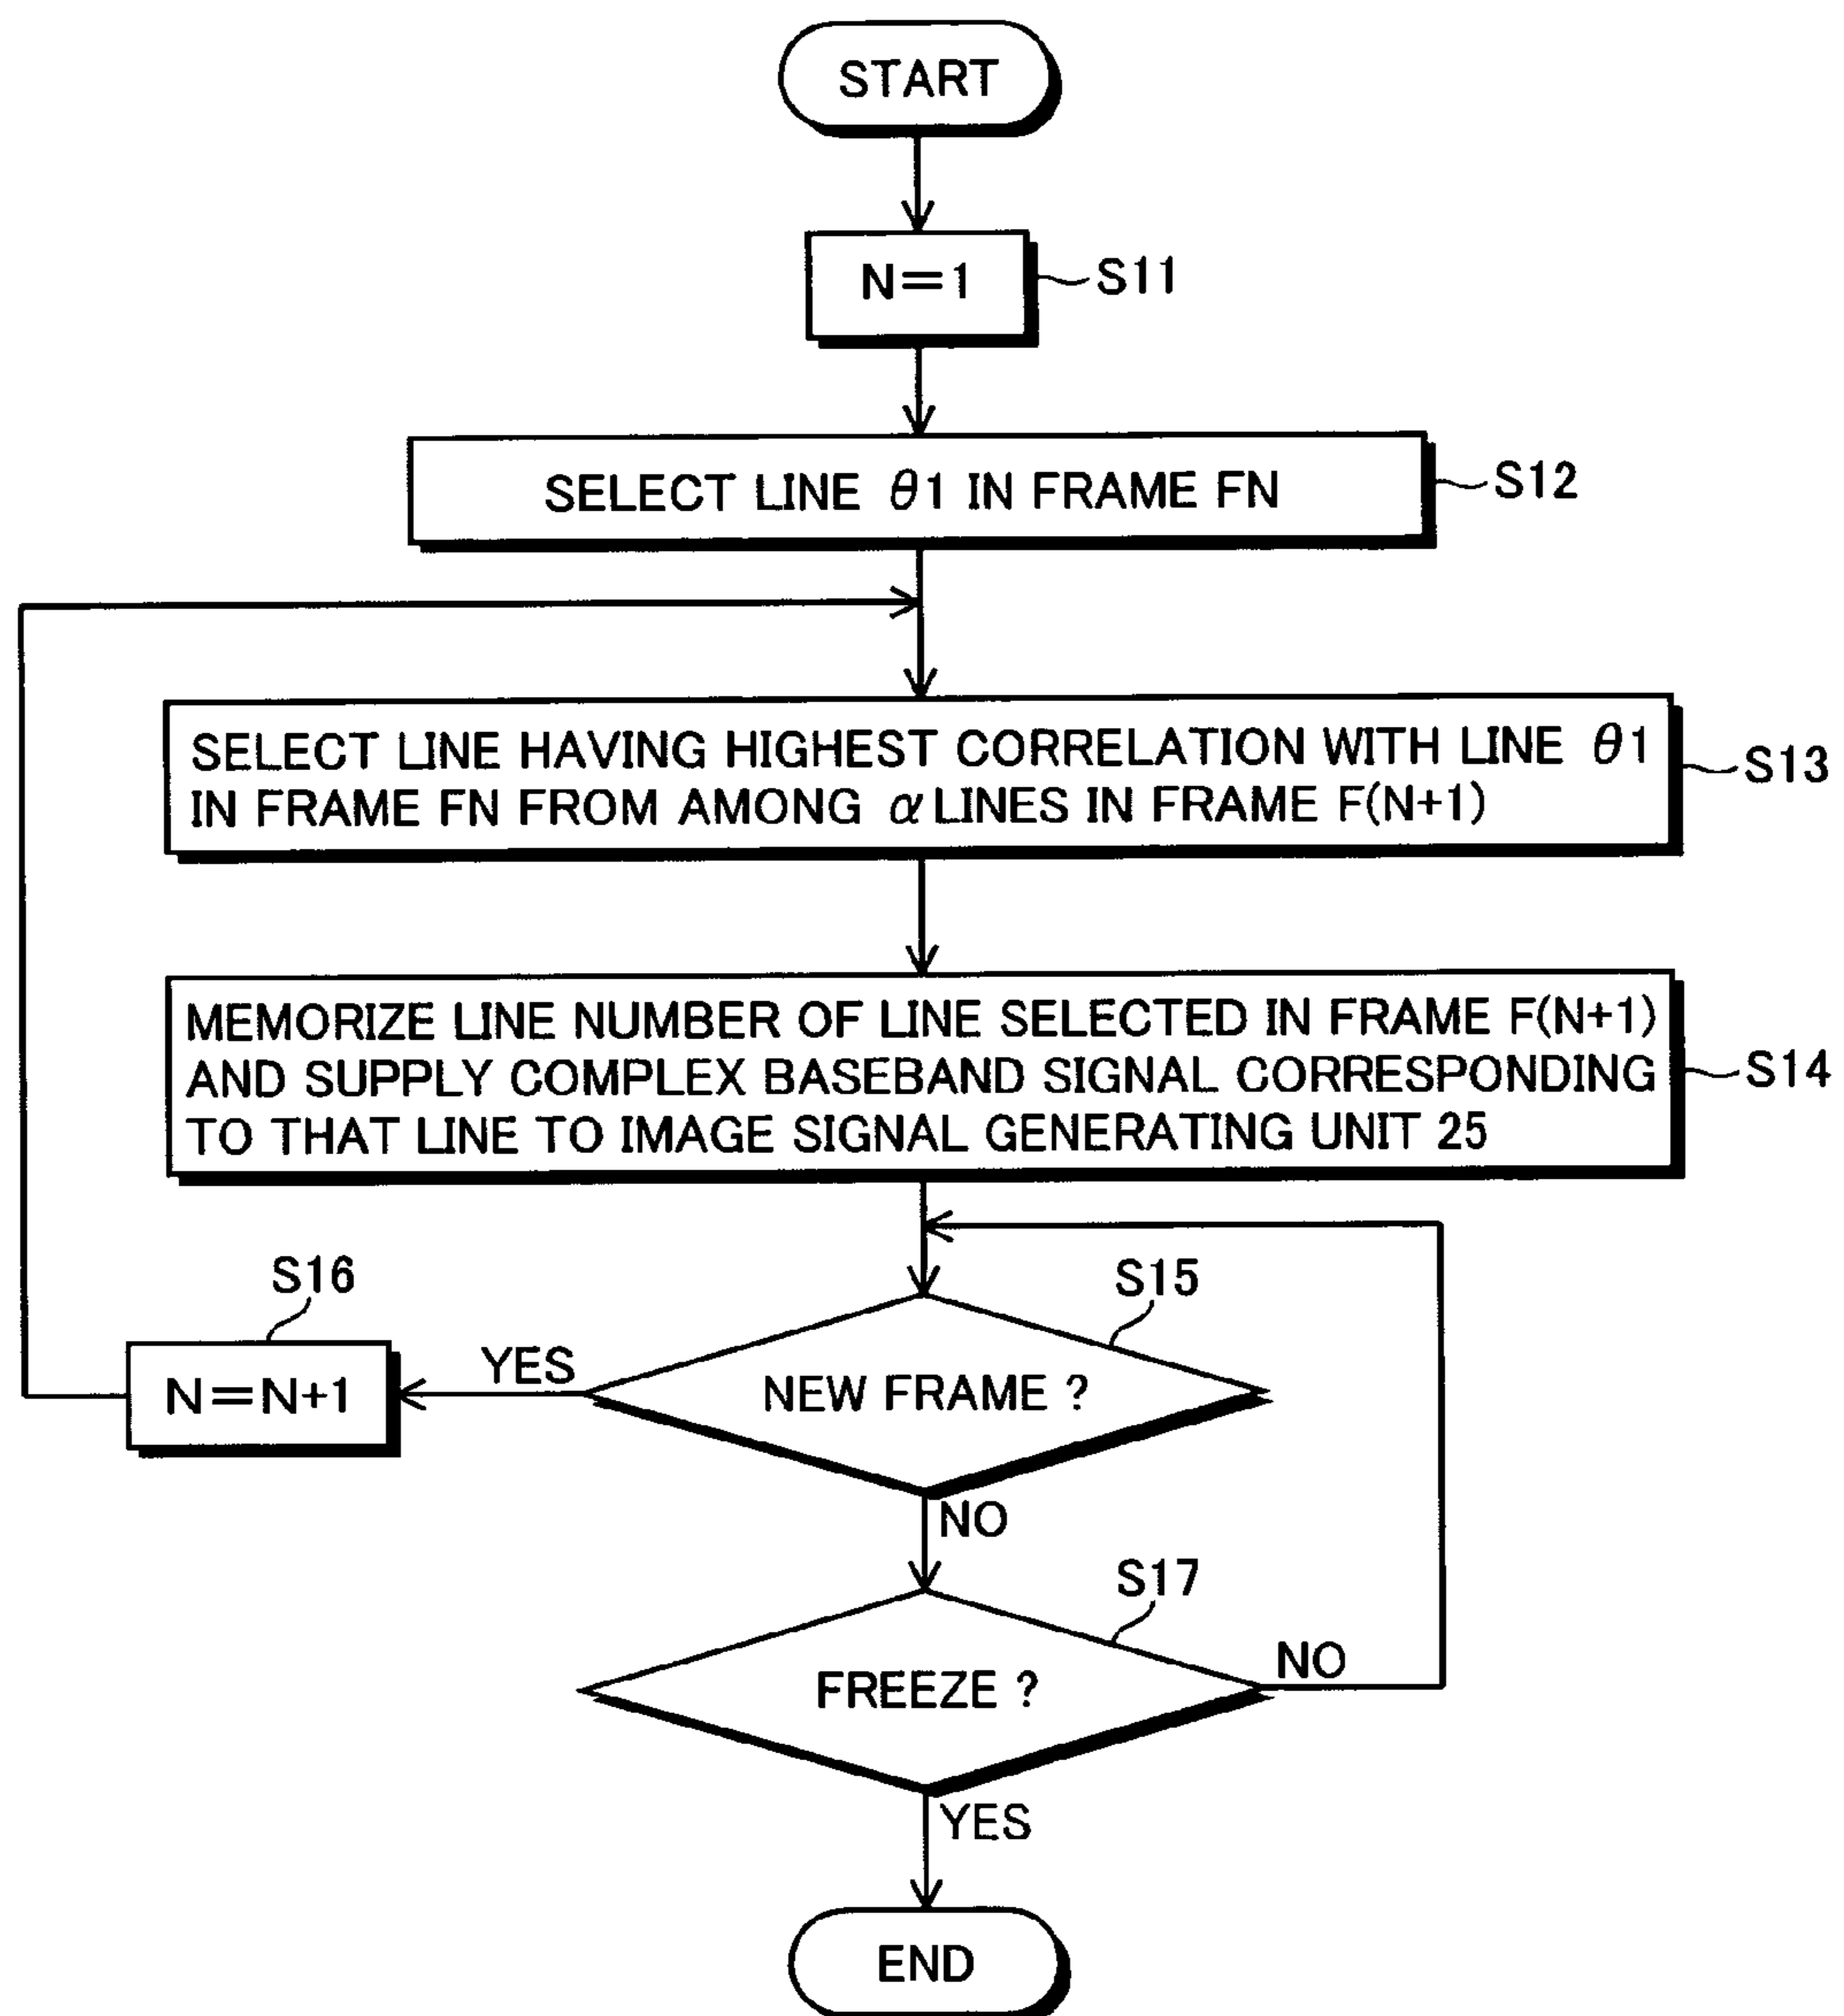 START
N=1
S11
SELECT LINE θ1 IN FRAME FN
S12
SELECT LINE HAVING HIGHEST CORRELATION WITH LINE θ1
IN FRAME FN FROM AMONG α LINES IN FRAME F(N+1)
S13
MEMORIZE LINE NUMBER OF LINE SELECTED IN FRAME F(N+1)
AND SUPPLY COMPLEX BASEBAND SIGNAL CORRESPONDING
TO THAT LINE TO IMAGE SIGNAL GENERATING UNIT 25
S14
S16
S15
N=N+1
YES
NEW FRAME ?
NO
S17
FREEZE ?
NO
YES
END